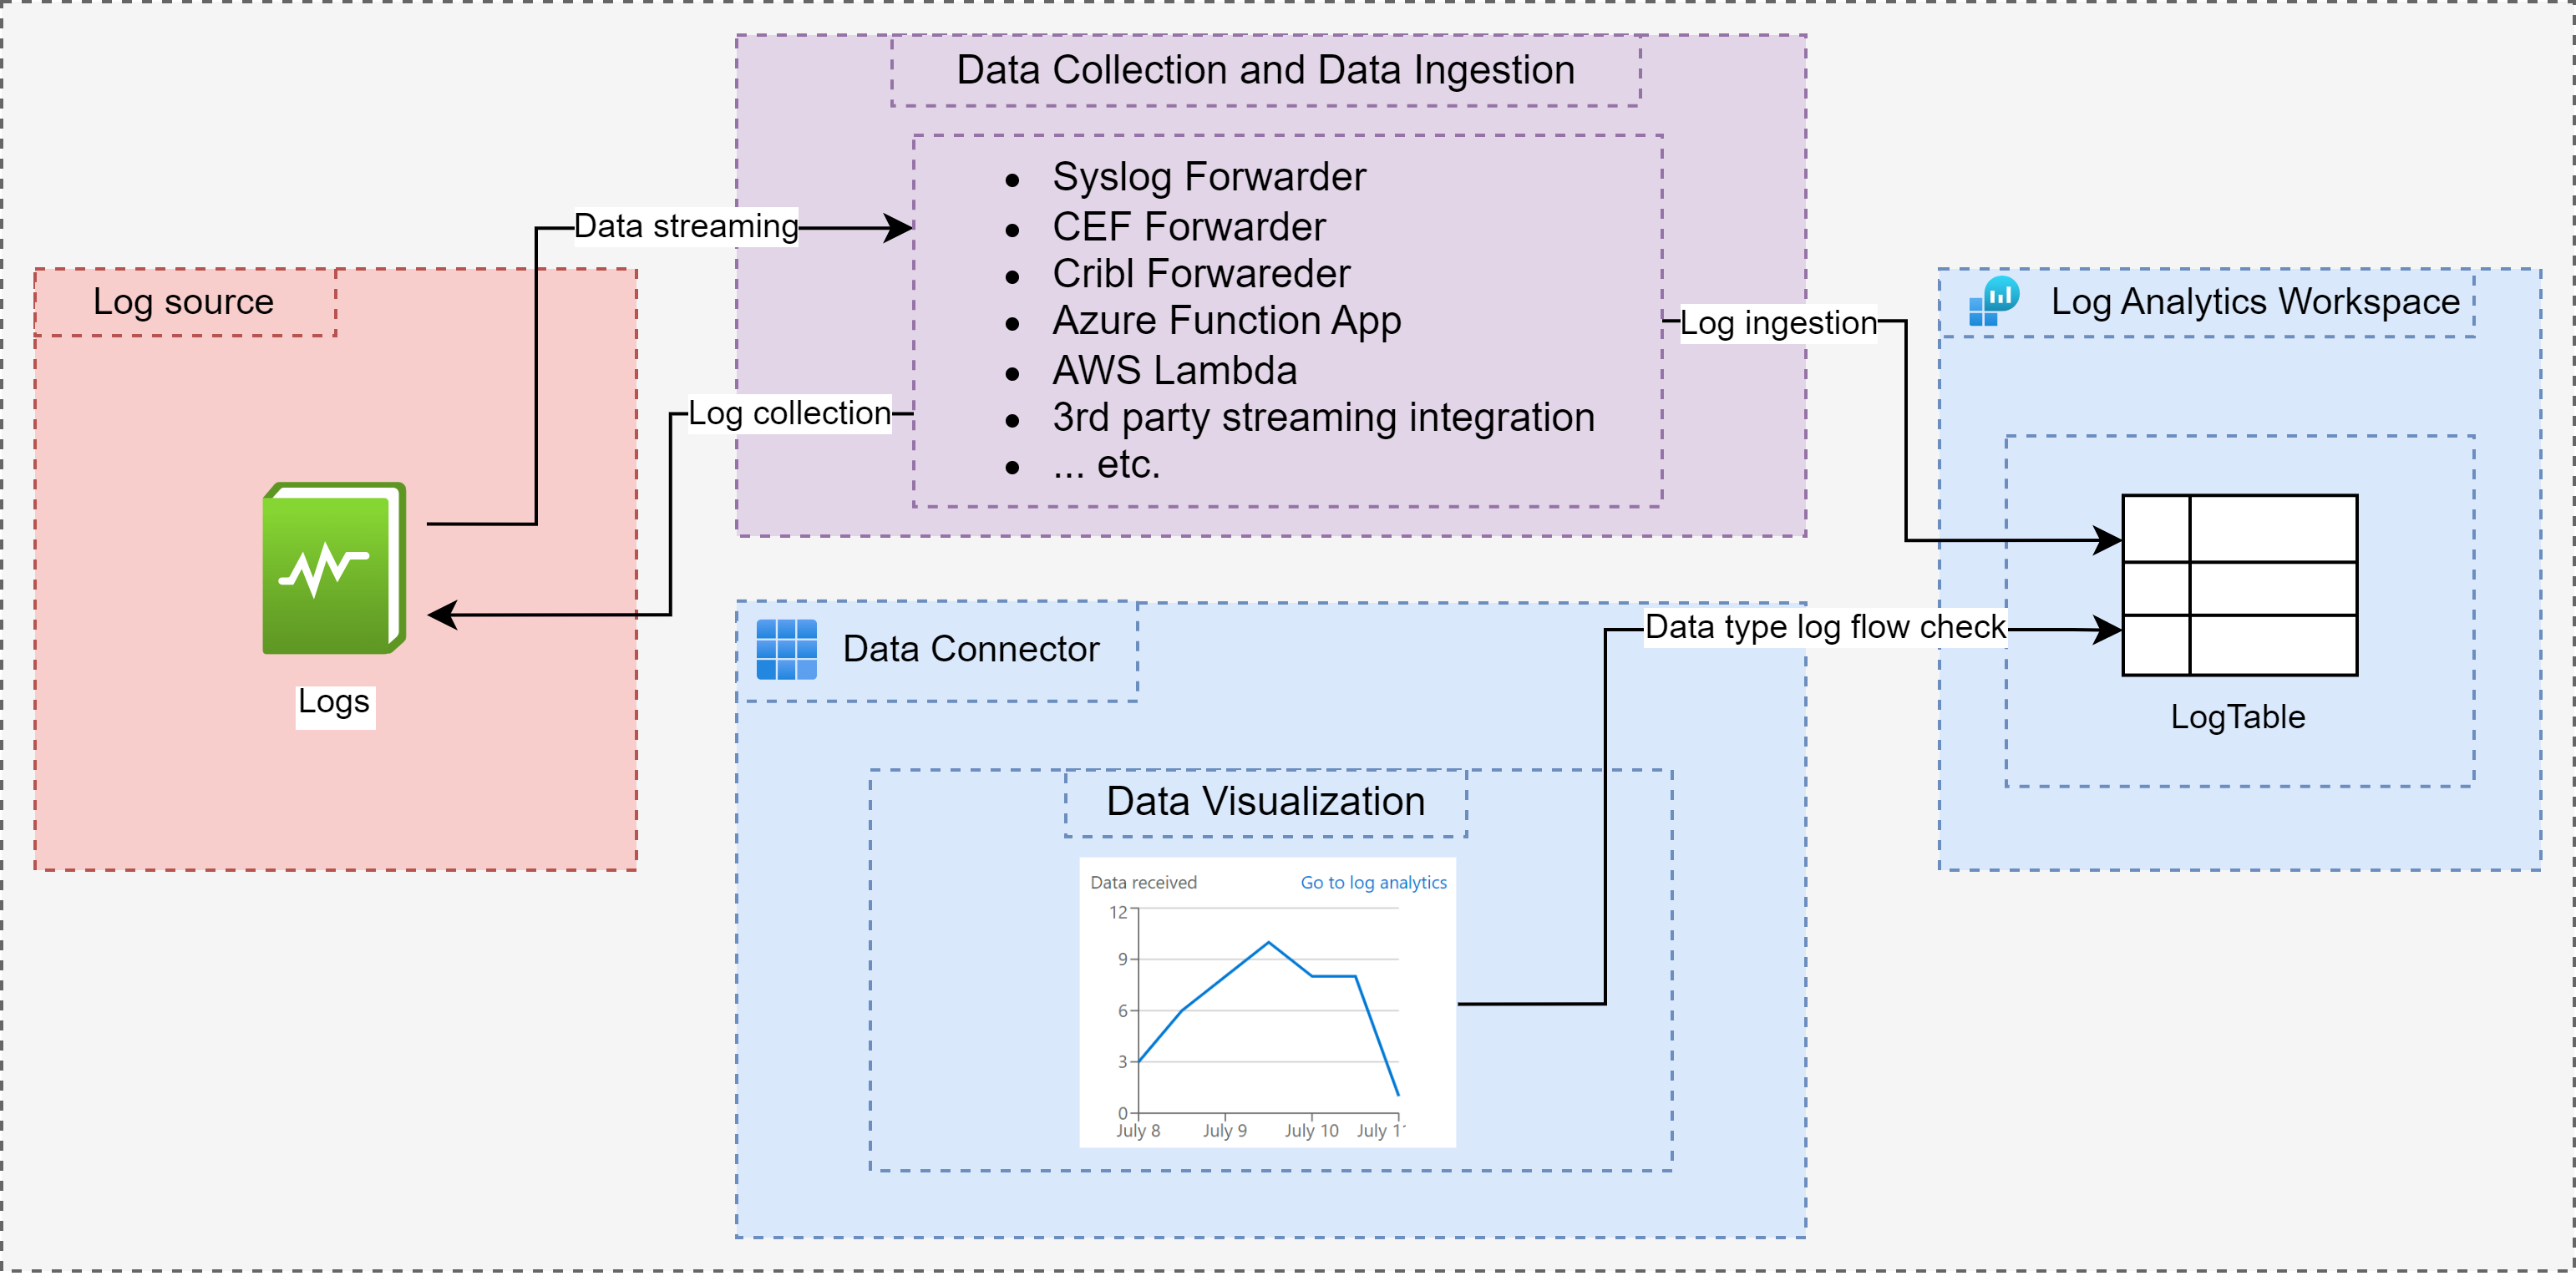 Data Collection and Data Ingestion
Syslog Forwarder
CEF Forwarder
Cribl Forwareder
Azure Function App
AWS Lambda
3rd party streaming integration
... etc.
Data streaming
Log collection
Log ingestion
Log source
Logs
Log Analytics Workspace
LogTable
Data Connector
Data type log flow check
Data Visualization
Data received Go to log analytics
12
9
6
3
0
July 8 July 9 July 10 July